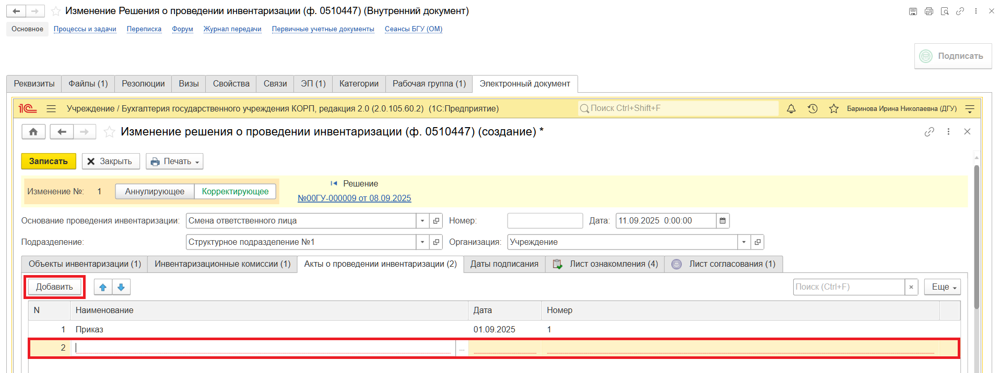 Изменение Решения о проведении инвентаризации (ф. 0510447) (Внутренний документ)
Основное Процессы и задачи Переписка Форум Журнал передачи Первичные учетные документы Сеансы БГУ (ОМ)
Подписать
Реквизиты Файлы (1) Резолюции Визы Свойства Связи ЭП (1) Категории Рабочая группа (1) Электронный документ
1С Учреждение / Бухгалтерия государственного учреждения КОРП, редакция 2.0 (2.0.105.60.2) (1С:Предприятие) Поиск Ctrl+Shift+F Баринова Ирина Николаевна (ДГУ)
Изменение решения о проведении инвентаризации (ф. 0510447) (создание) *
Записать Закрыть Печать
Изменение №: 1 Аннулирующее Корректирующее Решение
№00ГУ-000009 от 08.09.2025
Основание проведения инвентаризации: Смена ответственного лица Номер: Дата: 11.09.2025 0:00:00
Подразделение: Структурное подразделение №1 Организация: Учреждение
Объекты инвентаризации (1) Инвентаризационные комиссии (1) Акты о проведении инвентаризации (2) Даты подписания Лист ознакомления (4) Лист согласования (1)
Добавить Поиск (Ctrl+F) × Еще
N Наименование Дата Номер
1 Приказ 01.09.2025 1
2 ...